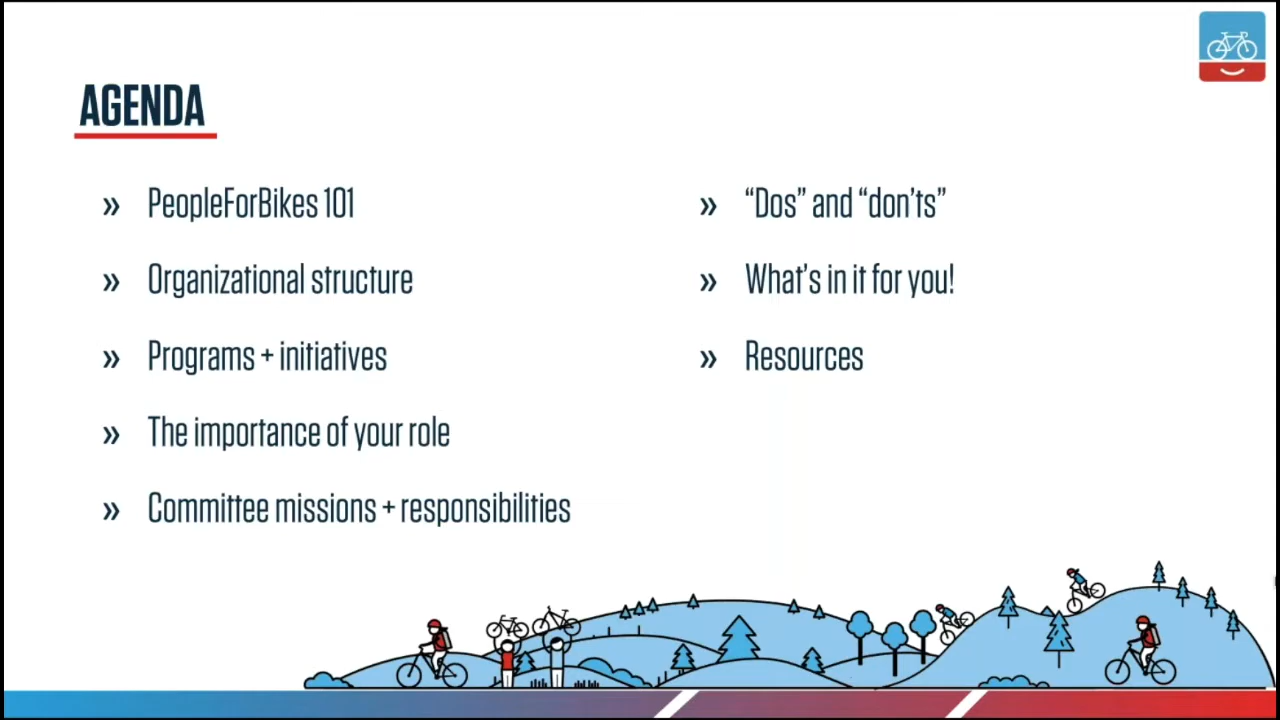 AGENDA
» PeopleForBikes 101
» Organizational structure
» Programs + initiatives
» The importance of your role
» Committee missions + responsibilities
» “Dos” and “don’ts”
» What’s in it for you!
» Resources